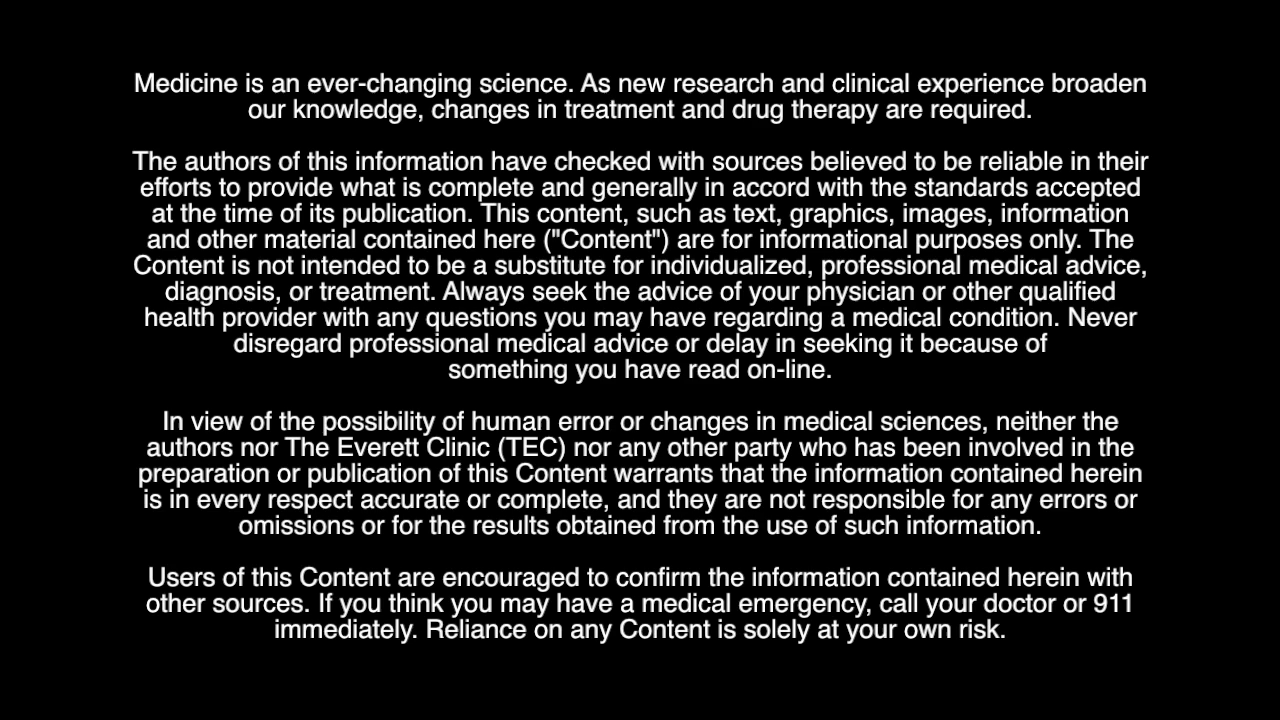 Medicine is an ever-changing science. As new research and clinical experience broaden
our knowledge, changes in treatment and drug therapy are required.
The authors of this information have checked with sources believed to be reliable in their
efforts to provide what is complete and generally in accord with the standards accepted
at the time of its publication. This content, such as text, graphics, images, information
and other material contained here ("Content") are for informational purposes only. The
Content is not intended to be a substitute for individualized, professional medical advice,
diagnosis, or treatment. Always seek the advice of your physician or other qualified
health provider with any questions you may have regarding a medical condition. Never
disregard professional medical advice or delay in seeking it because of
something you have read on-line.
In view of the possibility of human error or changes in medical sciences, neither the
authors nor The Everett Clinic (TEC) nor any other party who has been involved in the
preparation or publication of this Content warrants that the information contained herein
is in every respect accurate or complete, and they are not responsible for any errors or
omissions or for the results obtained from the use of such information.
Users of this Content are encouraged to confirm the information contained herein with
other sources. If you think you may have a medical emergency, call your doctor or 911
immediately. Reliance on any Content is solely at your own risk.